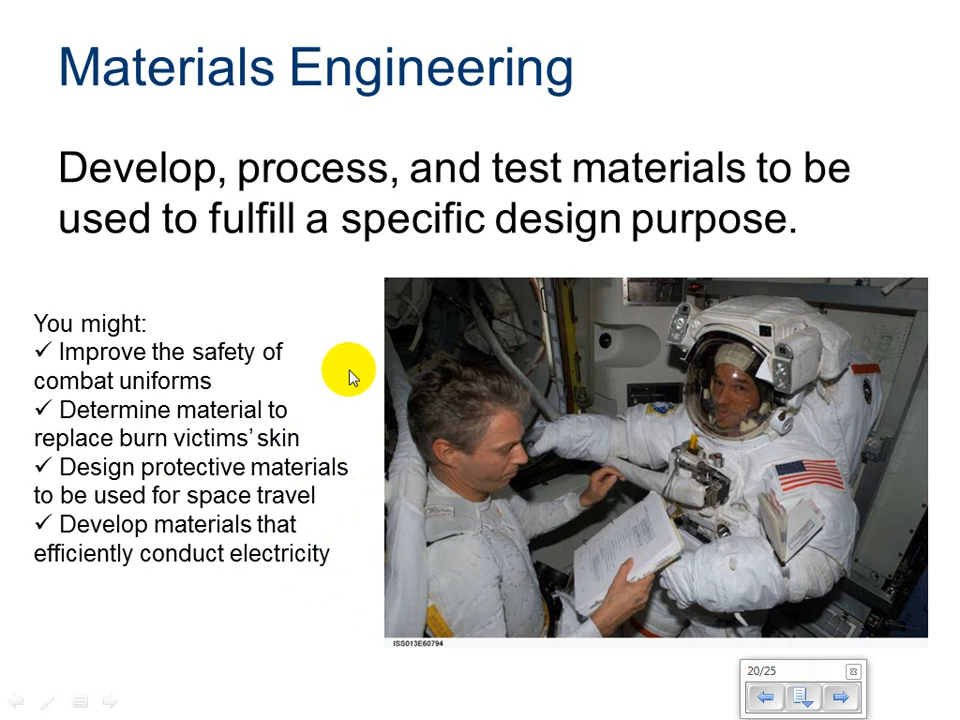 Materials Engineering
Develop, process, and test materials to be
used to fulfill a specific design purpose.
You might:
✓ Improve the safety of
combat uniforms
✓ Determine material to
replace burn victims’ skin
✓ Design protective materials
to be used for space travel
✓ Develop materials that
efficiently conduct electricity
ISS013E60794
20/25